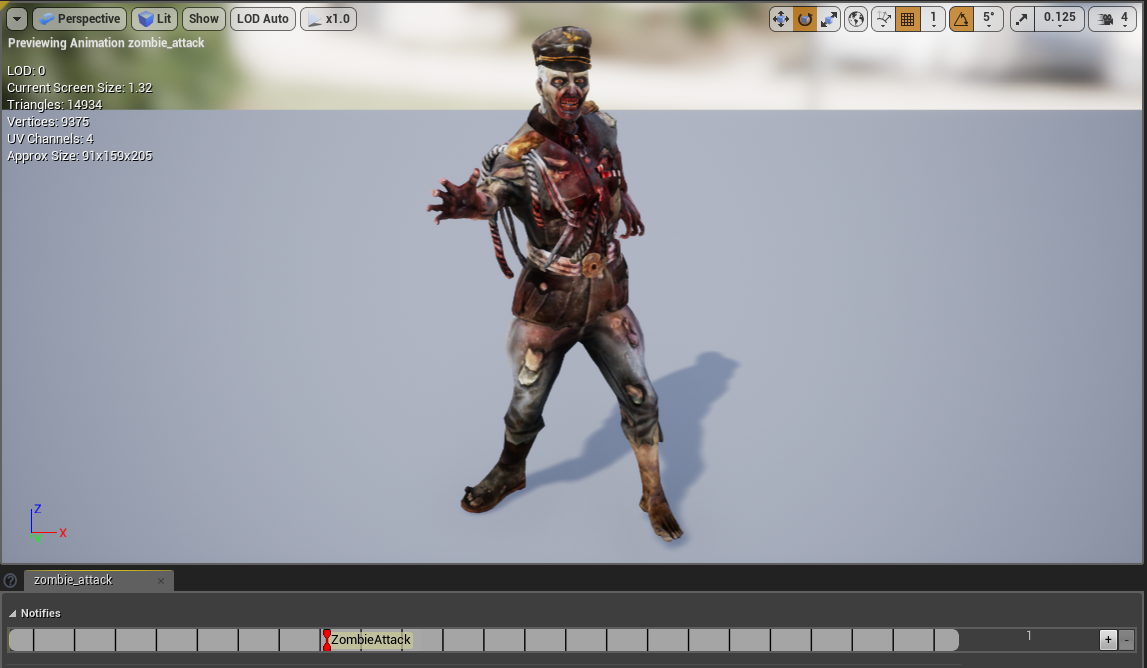 Perspective Lit Show LOD Auto x1.0 1 5° 0.125 4
Previewing Animation zombie_attack
LOD: 0
Current Screen Size: 1.32
Triangles: 14934
Vertices: 9375
UV Channels: 4
Approx Size: 91x159x205
Z
X
Y
? zombie_attack ×
Notifies
ZombieAttack 1 + -